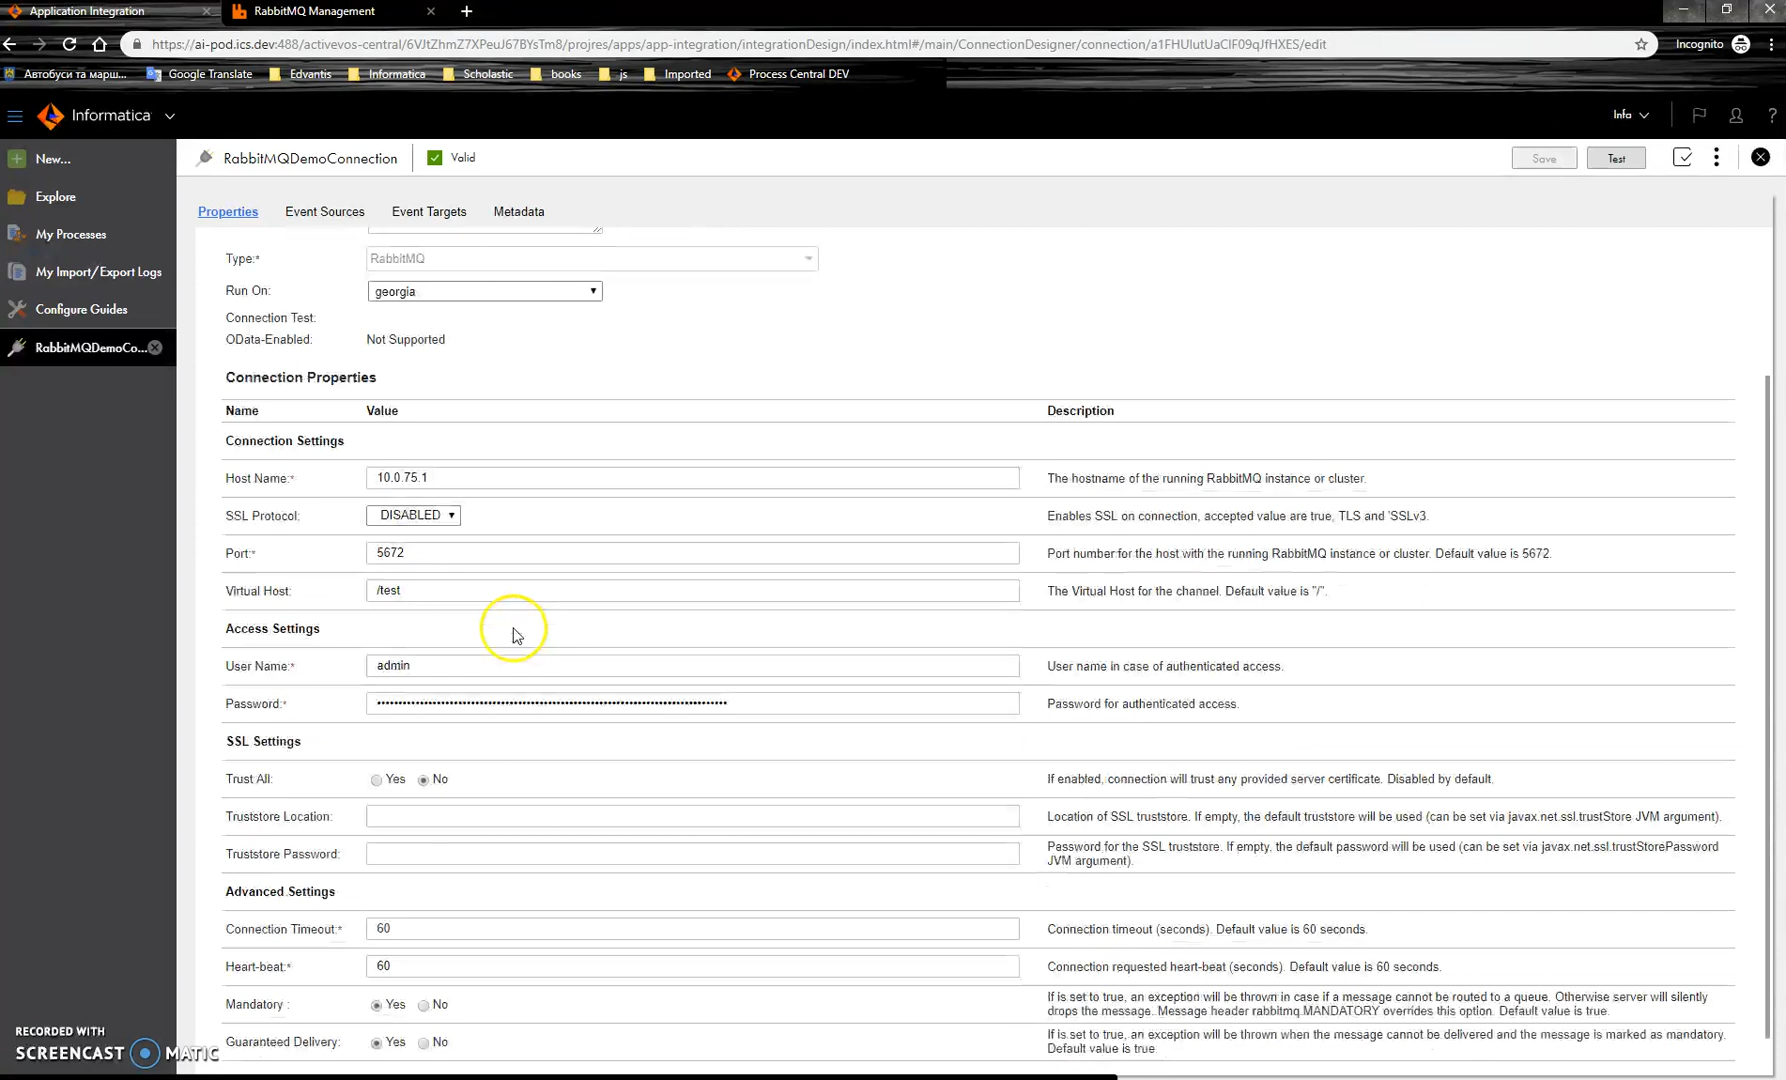 Application Integration
RabbitMQ Management
https://ai-pod.ics.dev:488/activevos-central/6VJtZhmZ7XPeuJ67BYsTm8/projres/apps/app-integration/integrationDesign/index.html#/main/ConnectionDesigner/connection/a1FHUlutUaClF09qJfHXES/edit
Incognito
Автобуси та марш...
Google Translate
Edvantis
Informatica
Scholastic
books
js
Imported
Process Central DEV
Informatica
Infa
?
New...
RabbitMQDemoConnection
Valid
Save
Test
Explore
My Processes
My Import/Export Logs
Configure Guides
RabbitMQDemoCo...
Properties
Event Sources
Event Targets
Metadata
Type:*
RabbitMQ
Run On:
georgia
Connection Test:
OData-Enabled:
Not Supported
Connection Properties
Name
Value
Description
Connection Settings
Host Name:*
10.0.75.1
The hostname of the running RabbitMQ instance or cluster.
SSL Protocol:
DISABLED
Enables SSL on connection, accepted value are true, TLS and 'SSLv3.
Port:*
5672
Port number for the host with the running RabbitMQ instance or cluster. Default value is 5672.
Virtual Host:
/test
The Virtual Host for the channel. Default value is "/".
Access Settings
User Name:*
admin
User name in case of authenticated access.
Password:*
Password for authenticated access.
SSL Settings
Trust All:
Yes
No
If enabled, connection will trust any provided server certificate. Disabled by default.
Truststore Location:
Location of SSL truststore. If empty, the default truststore will be used (can be set via javax.net.ssl.trustStore JVM argument).
Truststore Password:
Password for the SSL truststore. If empty, the default password will be used (can be set via javax.net.ssl.trustStorePassword
JVM argument).
Advanced Settings
Connection Timeout:*
60
Connection timeout (seconds). Default value is 60 seconds.
Heart-beat:*
60
Connection requested heart-beat (seconds). Default value is 60 seconds.
Mandatory :
Yes
No
If is set to true, an exception will be thrown in case if a message cannot be routed to a queue. Otherwise server will silently
drops the message. Message header rabbitmq.MANDATORY overrides this option. Default value is true.
Guaranteed Delivery:
Yes
No
If is set to true, an exception will be thrown when the message cannot be delivered and the message is marked as mandatory.
Default value is true.
RECORDED WITH
SCREENCAST MATIC